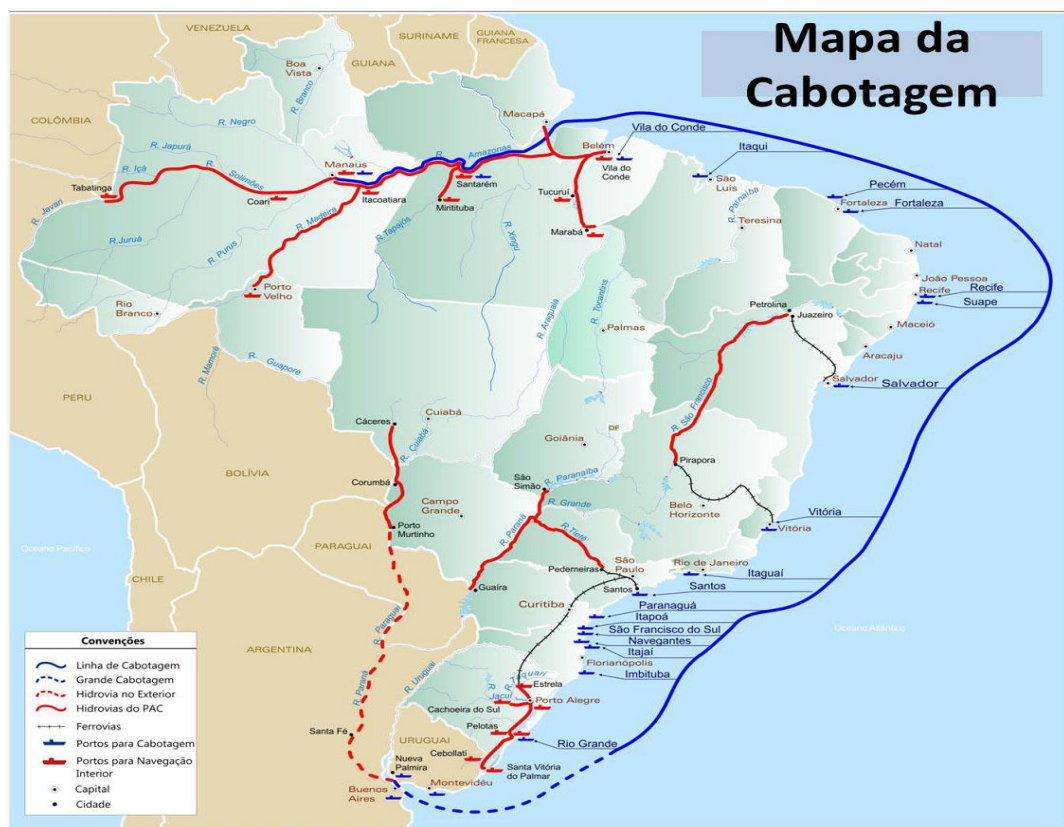 Mapa da
Cabotagem
VENEZUELA
SURINAME
GUIANA
FRANCESA
GUIANA
COLÔMBIA
Boa
Vista
R. Branco
R. Negro
Macapá
R. Japurá
R. Içá
R.
Solimões
Manaus
R.
Amazonas
Belém
Vila do Conde
Vila do
Conde
Itaqui
São
Luis
Tabatinga
Coari
Itacoatiara
Santarém
Miritituba
Tucuruí
Marabá
R. Parnaíba
Teresina
Pecém
Fortaleza
Fortaleza
R. Javari
R. Juruá
R. Purus
R. Madeira
R. Tapajós
R. Xingu
Natal
João Pessoa
Recife
Recife
Suape
Porto
Velho
Rio
Branco
R. Araguaia
R. Tocantins
Palmas
Petrolina
Juazeiro
Maceió
Aracaju
R. Mamoré
R.
Guaporé
PERU
R. São Francisco
Salvador
Salvador
Cáceres
Cuiabá
R. Cuiabá
DF
Goiânia
BOLÍVIA
Corumbá
Campo
Grande
São
Simão
R. Paranaíba
R. Grande
Pirapora
Belo
Horizonte
Vitória
Vitória
Porto
Murtinho
R. Paraná
R. Tietê
Oceano Pacífico
PARAGUAI
CHILE
Pederneiras
São
Paulo
Rio de Janeiro
Itaguaí
Santos
Santos
Guaíra
Curitiba
Paranaguá
Itapoá
São Francisco do Sul
Navegantes
Itajaí
Florianópolis
Imbituba
Oceano Atlântico
R. Paraguai
ARGENTINA
R. Uruguai
R. Taquari
Estrela
R.
Jacuí
Cachoeira do Sul
Porto Alegre
R. Paraná
Pelotas
Rio Grande
Santa Fé
URUGUAI
Cebollati
Santa Vitória
do Palmar
Nueva
Palmira
Montevidéu
Buenos
Aires
Convenções
Linha de Cabotagem
Grande Cabotagem
Hidrovia no Exterior
Hidrovias do PAC
Ferrovias
Portos para Cabotagem
Portos para Navegação
Interior
Capital
Cidade